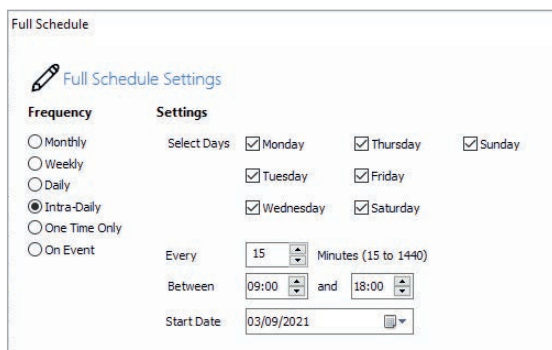 Full Schedule
Full Schedule Settings
Frequency Settings
Monthly Select Days Monday Thursday Sunday
Weekly
Tuesday Friday
Daily
Intra-Daily Wednesday Saturday
One Time Only
On Event Every 15 Minutes (15 to 1440)
Between 09:00 and 18:00
Start Date 03/09/2021